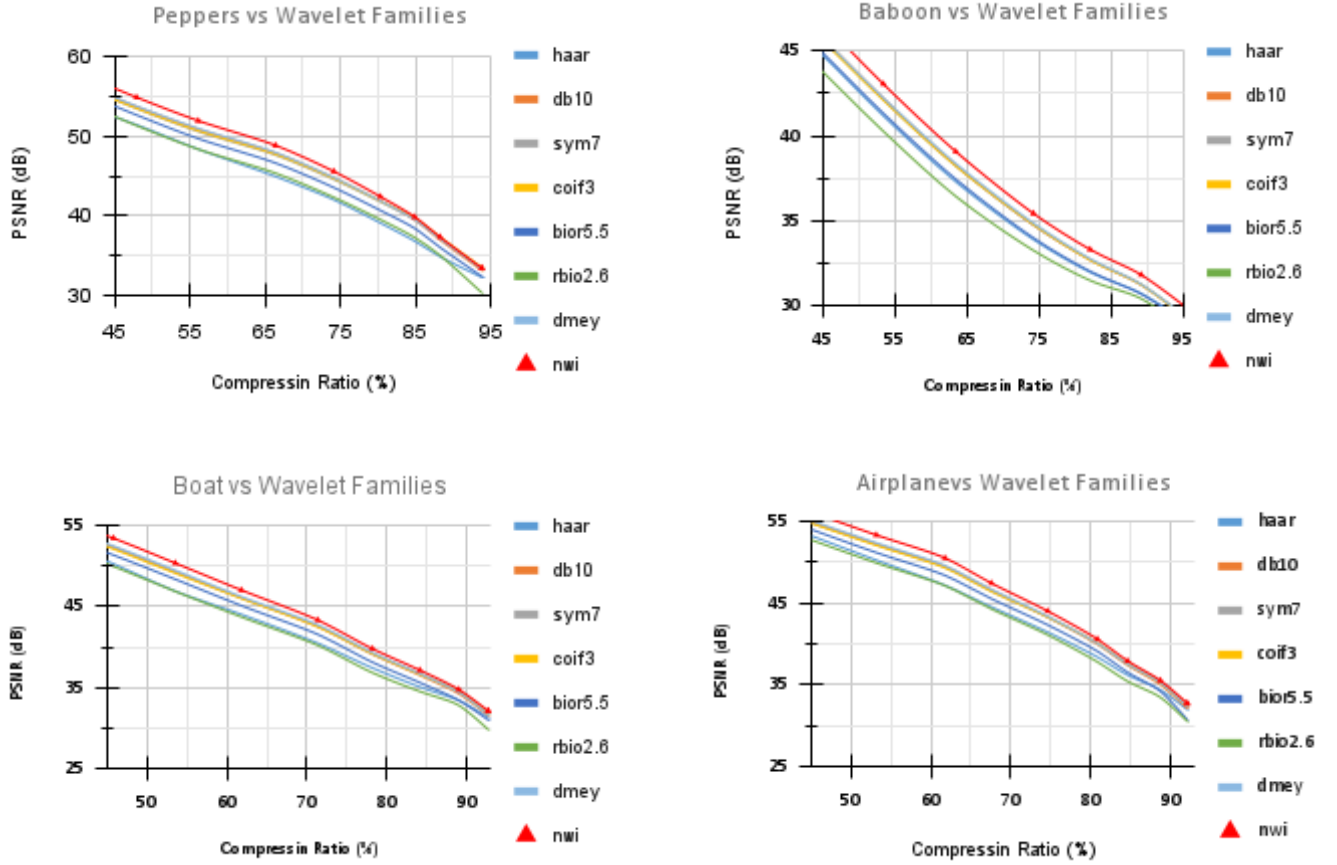 Peppers vs Wavelet Families
60
50
40
30
PSNR (dB)
45 55 65 75 85 95
Compressin Ratio (%)
haar
db10
sym7
coif3
bior5.5
rbio2.6
dmey
nwi
Baboon vs Wavelet Families
45
40
35
30
PSNR (dB)
45 55 65 75 85 95
Compressin Ratio (%)
haar
db10
sym7
coif3
bior5.5
rbio2.6
dmey
nwi
Boat vs Wavelet Families
55
45
35
25
PSNR (dB)
50 60 70 80 90
Compressin Ratio (%)
haar
db10
sym7
coif3
bior5.5
rbio2.6
dmey
nwi
Airplanevs Wavelet Families
55
45
35
25
PSNR (dB)
50 60 70 80 90
Compressin Ratio (%)
haar
db10
sym7
coif3
bior5.5
rbio2.6
dmey
nwi